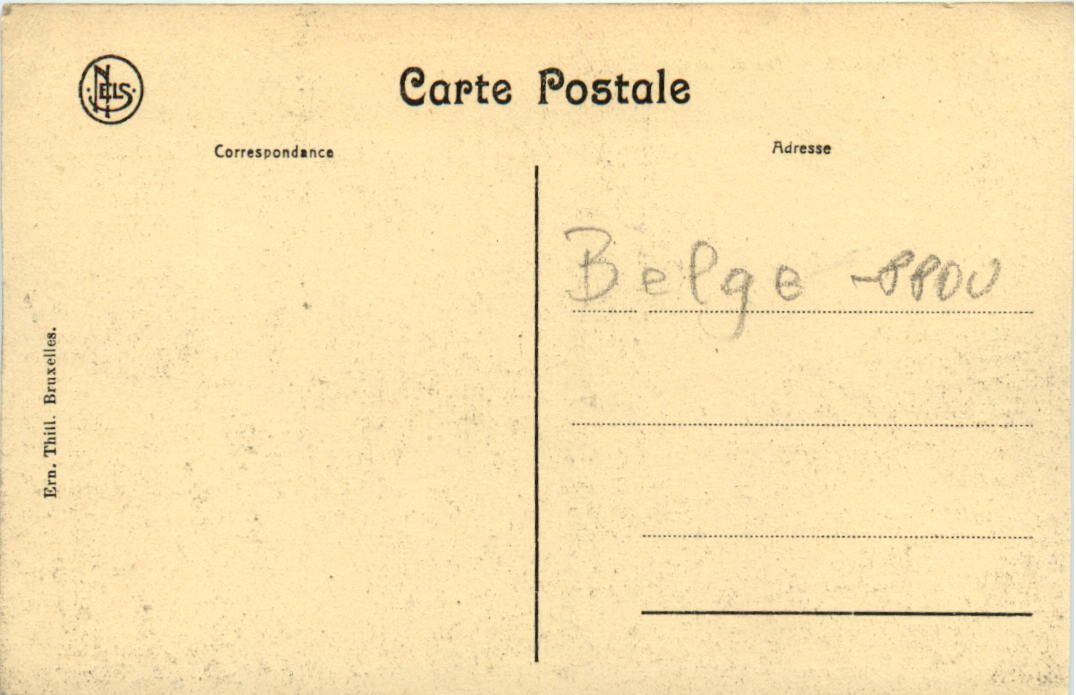 NELS
Carte Postale
Correspondance
Adresse
Belge
Ern. Thill. Bruxelles.